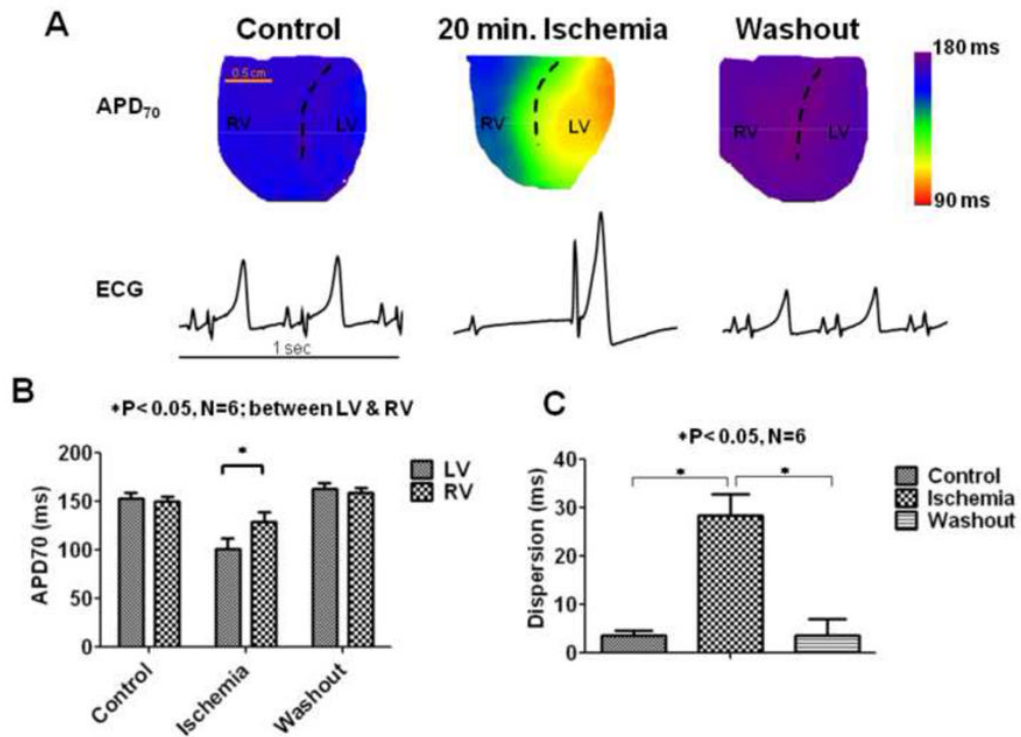 A
Control
20 min. Ischemia
Washout
APD70
0.5cm
RV
LV
RV
LV
RV
LV
180 ms
90 ms
ECG
1 sec
B
*P< 0.05, N=6; between LV & RV
APD70 (ms)
200
150
100
50
0
*
LV
RV
Control
Ischemia
Washout
C
*P< 0.05, N=6
Dispersion (ms)
40
30
20
10
0
*
*
Control
Ischemia
Washout